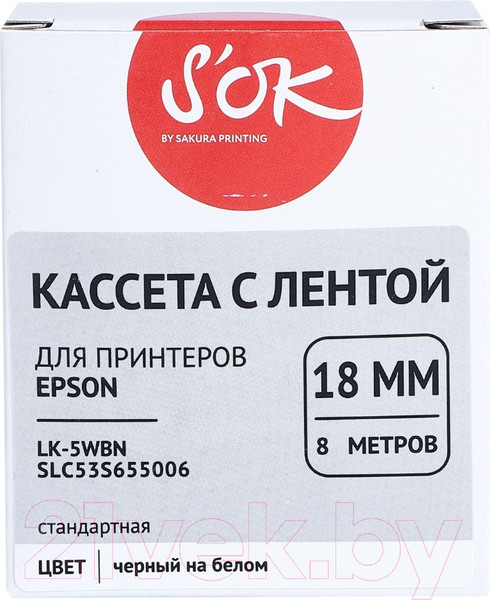 S'OK
BY SAKURA PRINTING
КАССЕТА С ЛЕНТОЙ
ДЛЯ ПРИНТЕРОВ
EPSON
18 ММ
8 МЕТРОВ
LK-5WBN
SLC53S655006
стандартная
ЦВЕТ черный на белом
21vek.by